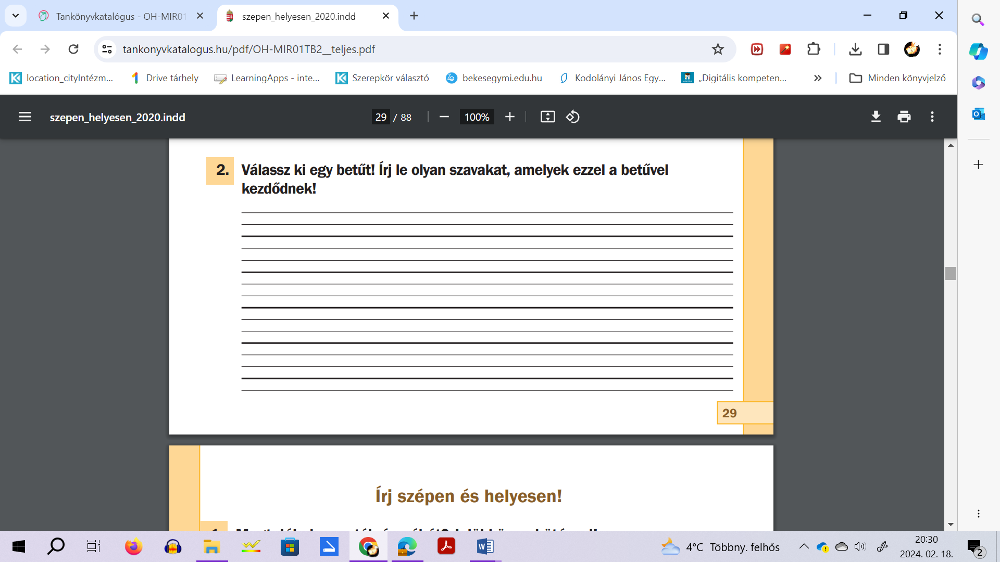 Tankönyvkatalógus - OH-MIR01
szepen_helyesen_2020.indd
tankonyvkatalogus.hu/pdf/OH-MIR01TB2__teljes.pdf
location_cityIntézm...
Drive tárhely
LearningApps - inte...
Szerepkör választó
bekesegymi.edu.hu
Kodolányi János Egy...
„Digitális kompeten...
Minden könyvjelző
szepen_helyesen_2020.indd
29 / 88
100%
2. Válassz ki egy betűt! Írj le olyan szavakat, amelyek ezzel a betűvel
kezdődnek!
29
Írj szépen és helyesen!
4°C Többny. felhős
20:30
2024. 02. 18.
2